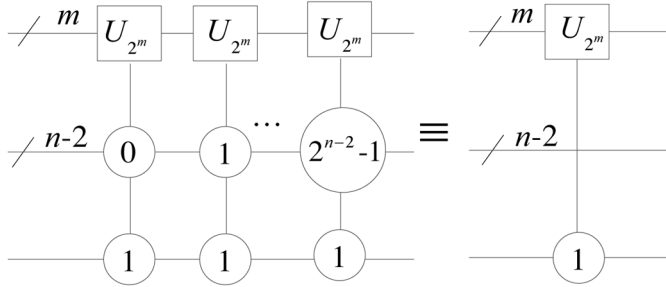 m U_{2^m} U_{2^m} U_{2^m} m U_{2^m}
n-2 0 1 ... 2^{n-2}-1 ≡ n-2
1 1 1 1